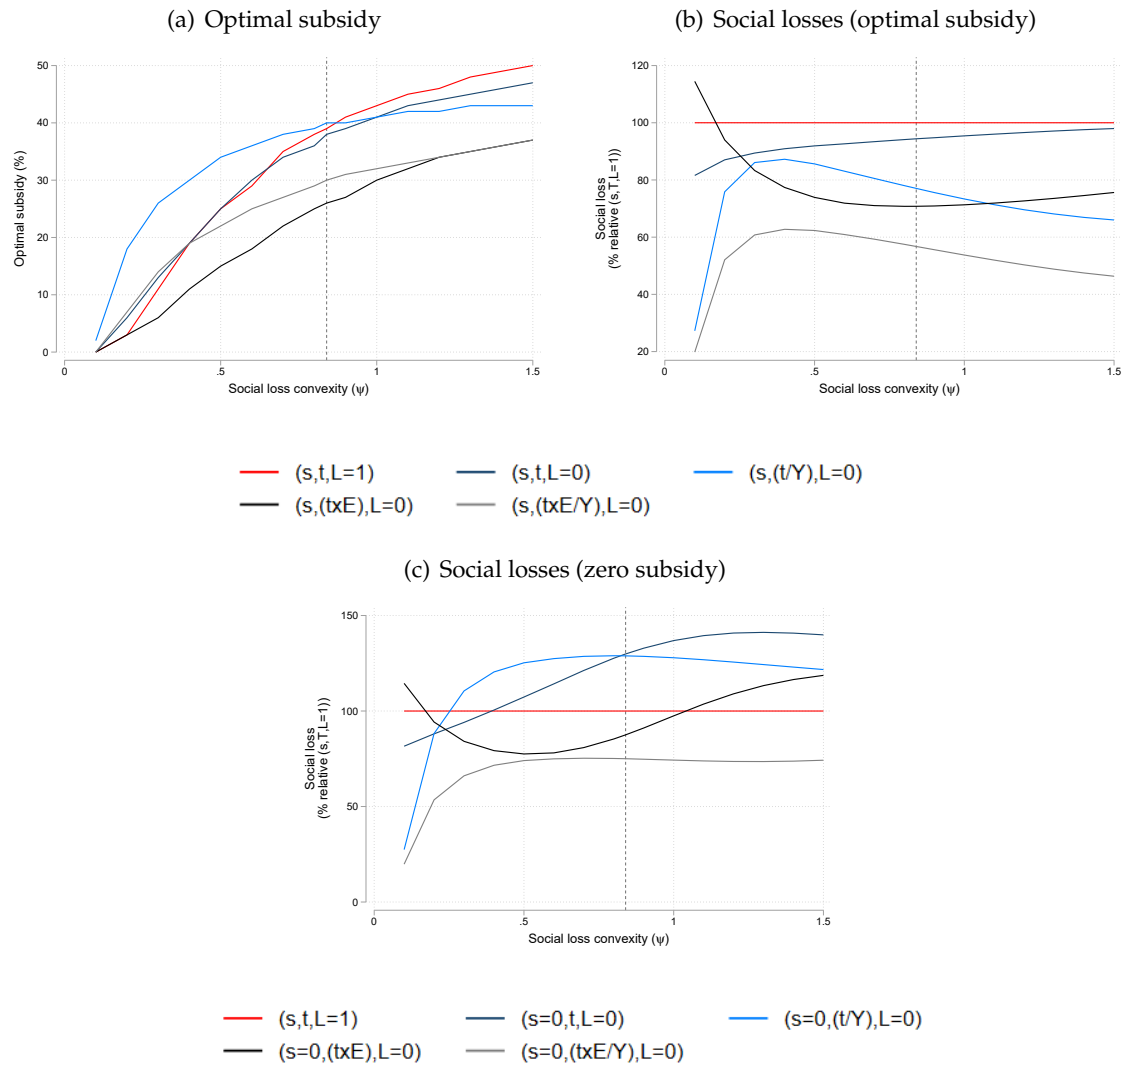 (a) Optimal subsidy
(b) Social losses (optimal subsidy)
Optimal subsidy (%)
50
40
30
20
10
0
0
.5
1
1.5
Social loss convexity (ψ)
Social loss
(% relative (s,T,L=1))
120
100
80
60
40
20
0
.5
1
1.5
Social loss convexity (ψ)
(s,t,L=1)
(s,t,L=0)
(s,(t/Y),L=0)
(s,(txE),L=0)
(s,(txE/Y),L=0)
(c) Social losses (zero subsidy)
Social loss
(% relative (s,T,L=1))
150
100
50
0
0
.5
1
1.5
Social loss convexity (ψ)
(s,t,L=1)
(s=0,t,L=0)
(s=0,(t/Y),L=0)
(s=0,(txE),L=0)
(s=0,(txE/Y),L=0)